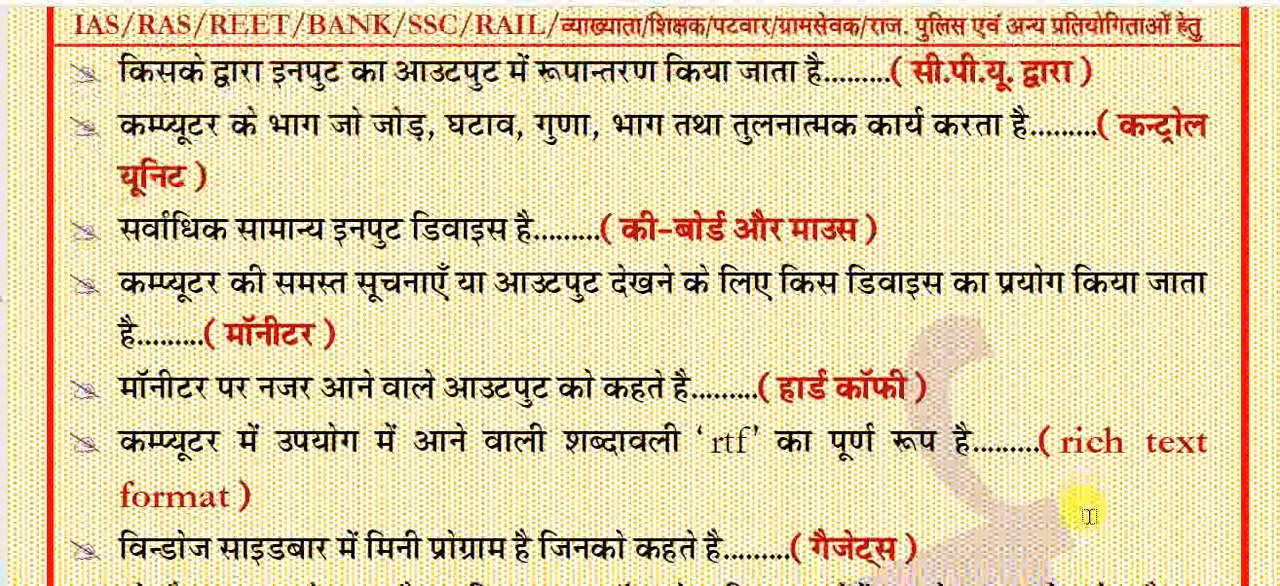 IAS/RAS/REET/BANK/SSC/RAIL/व्याख्याता/शिक्षक/पटवार/ग्रामसेवक/राज. पुलिस एवं अन्य प्रतियोगिताओं हेतु
किसके द्वारा इनपुट का आउटपुट में रूपान्तरण किया जाता है.........( सी.पी.यू. द्वारा )
कम्प्यूटर के भाग जो जोड़, घटाव, गुणा, भाग तथा तुलनात्मक कार्य करता है.........( कन्ट्रोल
यूनिट )
सर्वाधिक सामान्य इनपुट डिवाइस है.........( की-बोर्ड और माउस )
कम्प्यूटर की समस्त सूचनाएँ या आउटपुट देखने के लिए किस डिवाइस का प्रयोग किया जाता
है.........( मॉनीटर )
मॉनीटर पर नजर आने वाले आउटपुट को कहते है.........( हार्ड कॉफी )
कम्प्यूटर में उपयोग में आने वाली शब्दावली ‘rtf’ का पूर्ण रूप है.........( rich text
format )
विन्डोज साइडबार में मिनी प्रोग्राम है जिनको कहते है.........( गैजेट्स )